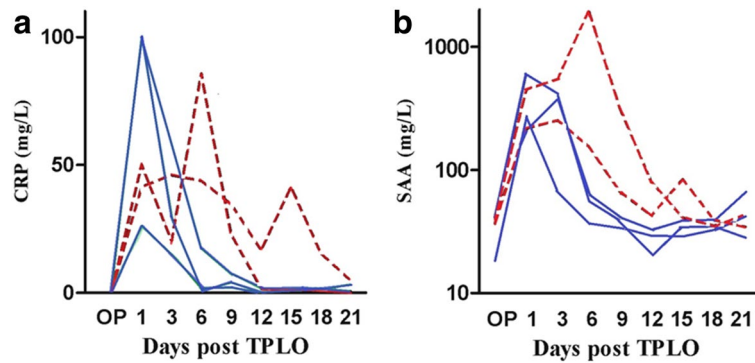 a
100
50
0
CRP (mg/L)
OP 1 3 6 9 12 15 18 21
Days post TPLO
b
1000
100
10
SAA (mg/L)
OP 1 3 6 9 12 15 18 21
Days post TPLO